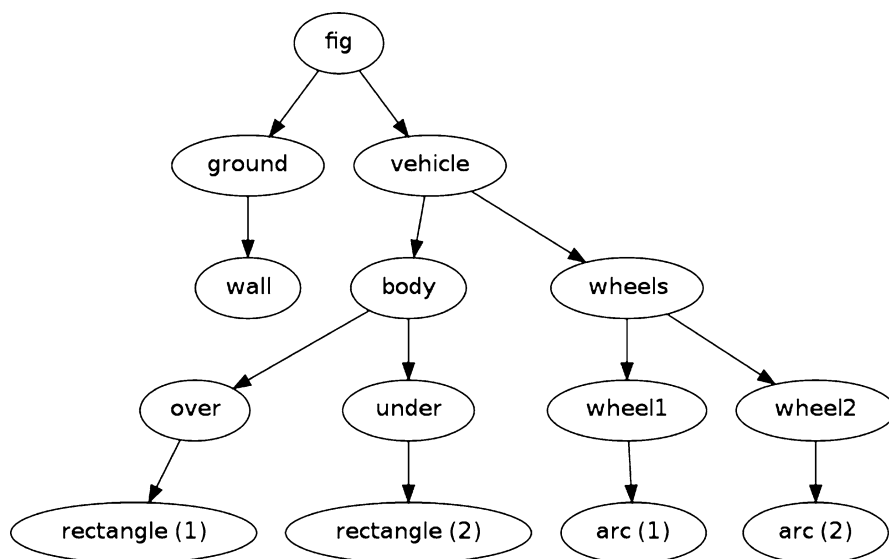 fig
ground
vehicle
wall
body
wheels
over
under
wheel1
wheel2
rectangle (1)
rectangle (2)
arc (1)
arc (2)